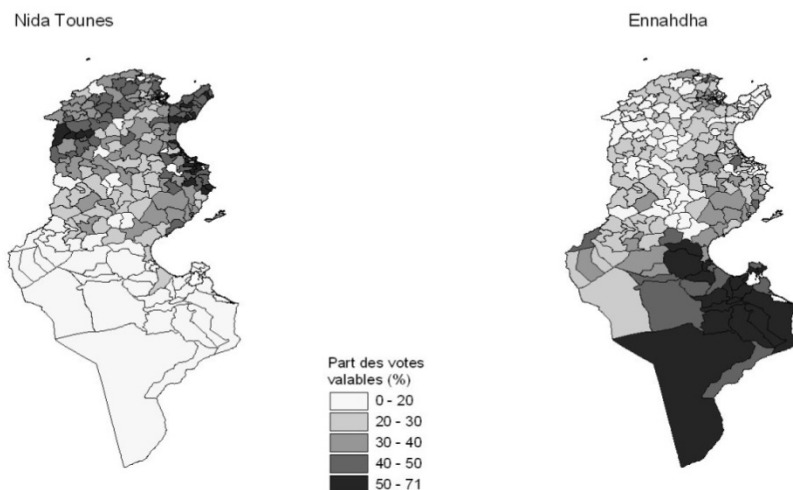 Nida Tounes
Ennahdha
Part des votes
valables (%)
0 - 20
20 - 30
30 - 40
40 - 50
50 - 71